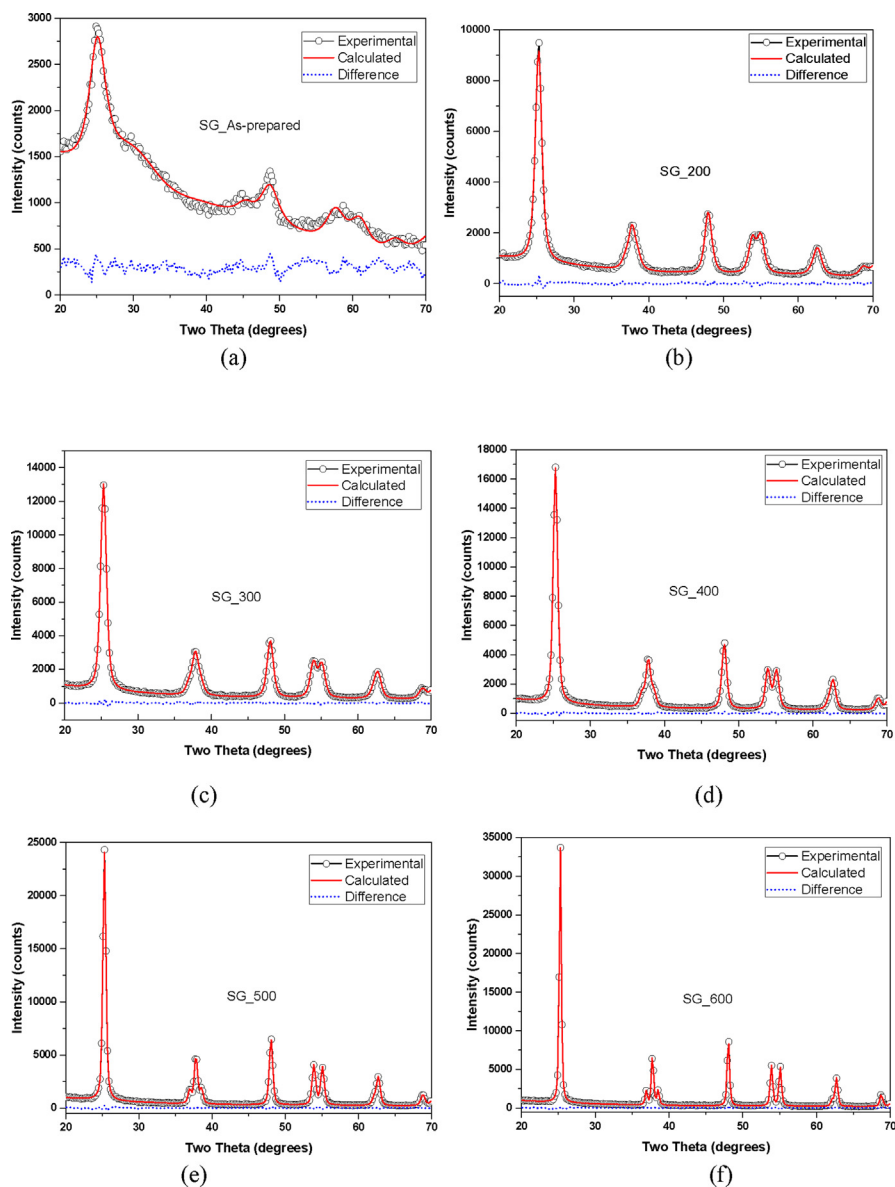 3000
2500
2000
1500
1000
500
0
Intensity (counts)
Experimental
Calculated
Difference
SG_As-prepared
20 30 40 50 60 70
Two Theta (degrees)
(a)
10000
8000
6000
4000
2000
0
Intensity (counts)
Experimental
Calculated
Difference
SG_200
20 30 40 50 60 70
Two Theta (degrees)
(b)
14000
12000
10000
8000
6000
4000
2000
0
Intensity (counts)
Experimental
Calculated
Difference
SG_300
20 30 40 50 60 70
Two Theta (degrees)
(c)
18000
16000
14000
12000
10000
8000
6000
4000
2000
0
Intensity (counts)
Experimental
Calculated
Difference
SG_400
20 30 40 50 60 70
Two Theta (degrees)
(d)
25000
20000
15000
10000
5000
0
Intensity (counts)
Experimental
Calculated
Difference
SG_500
20 30 40 50 60 70
Two Theta (degrees)
(e)
35000
30000
25000
20000
15000
10000
5000
0
Intensity (counts)
Experimental
Calculated
Difference
SG_600
20 30 40 50 60 70
Two Theta (degrees)
(f)